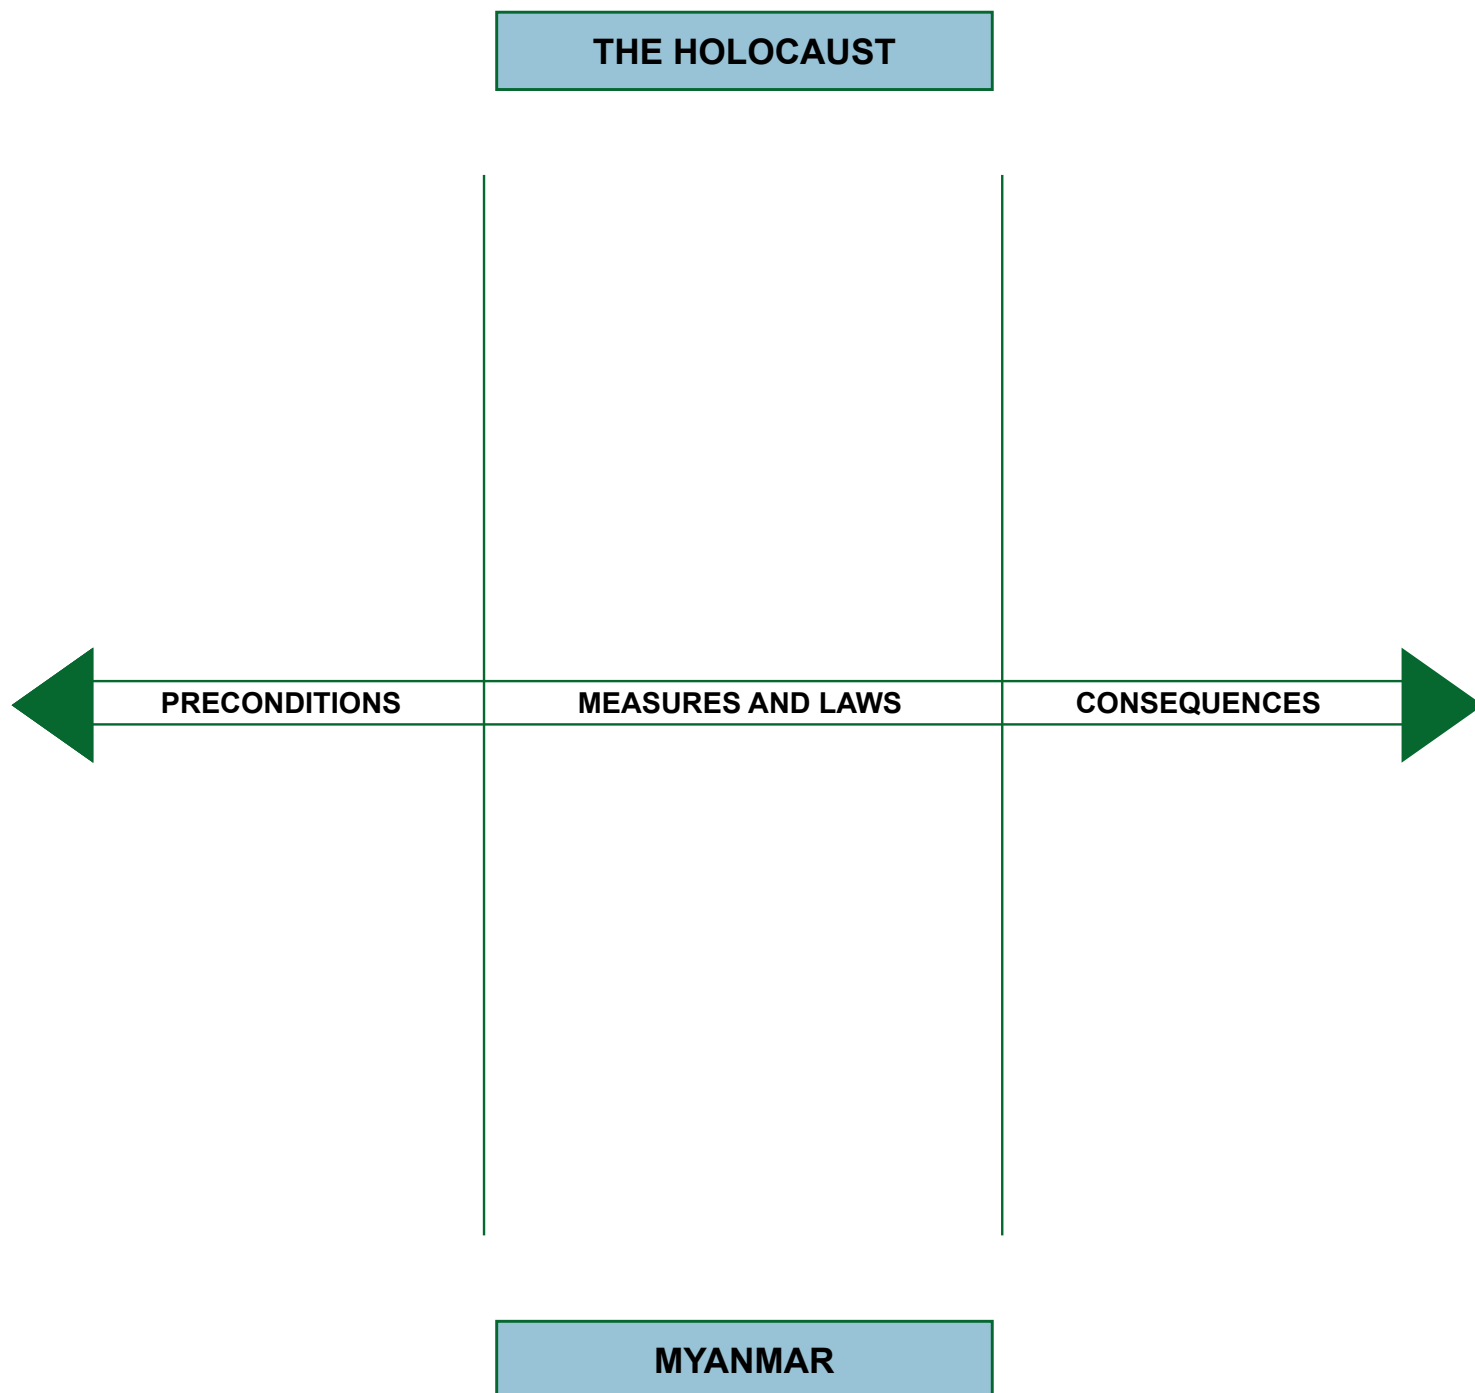 THE HOLOCAUST
PRECONDITIONS
MEASURES AND LAWS
CONSEQUENCES
MYANMAR